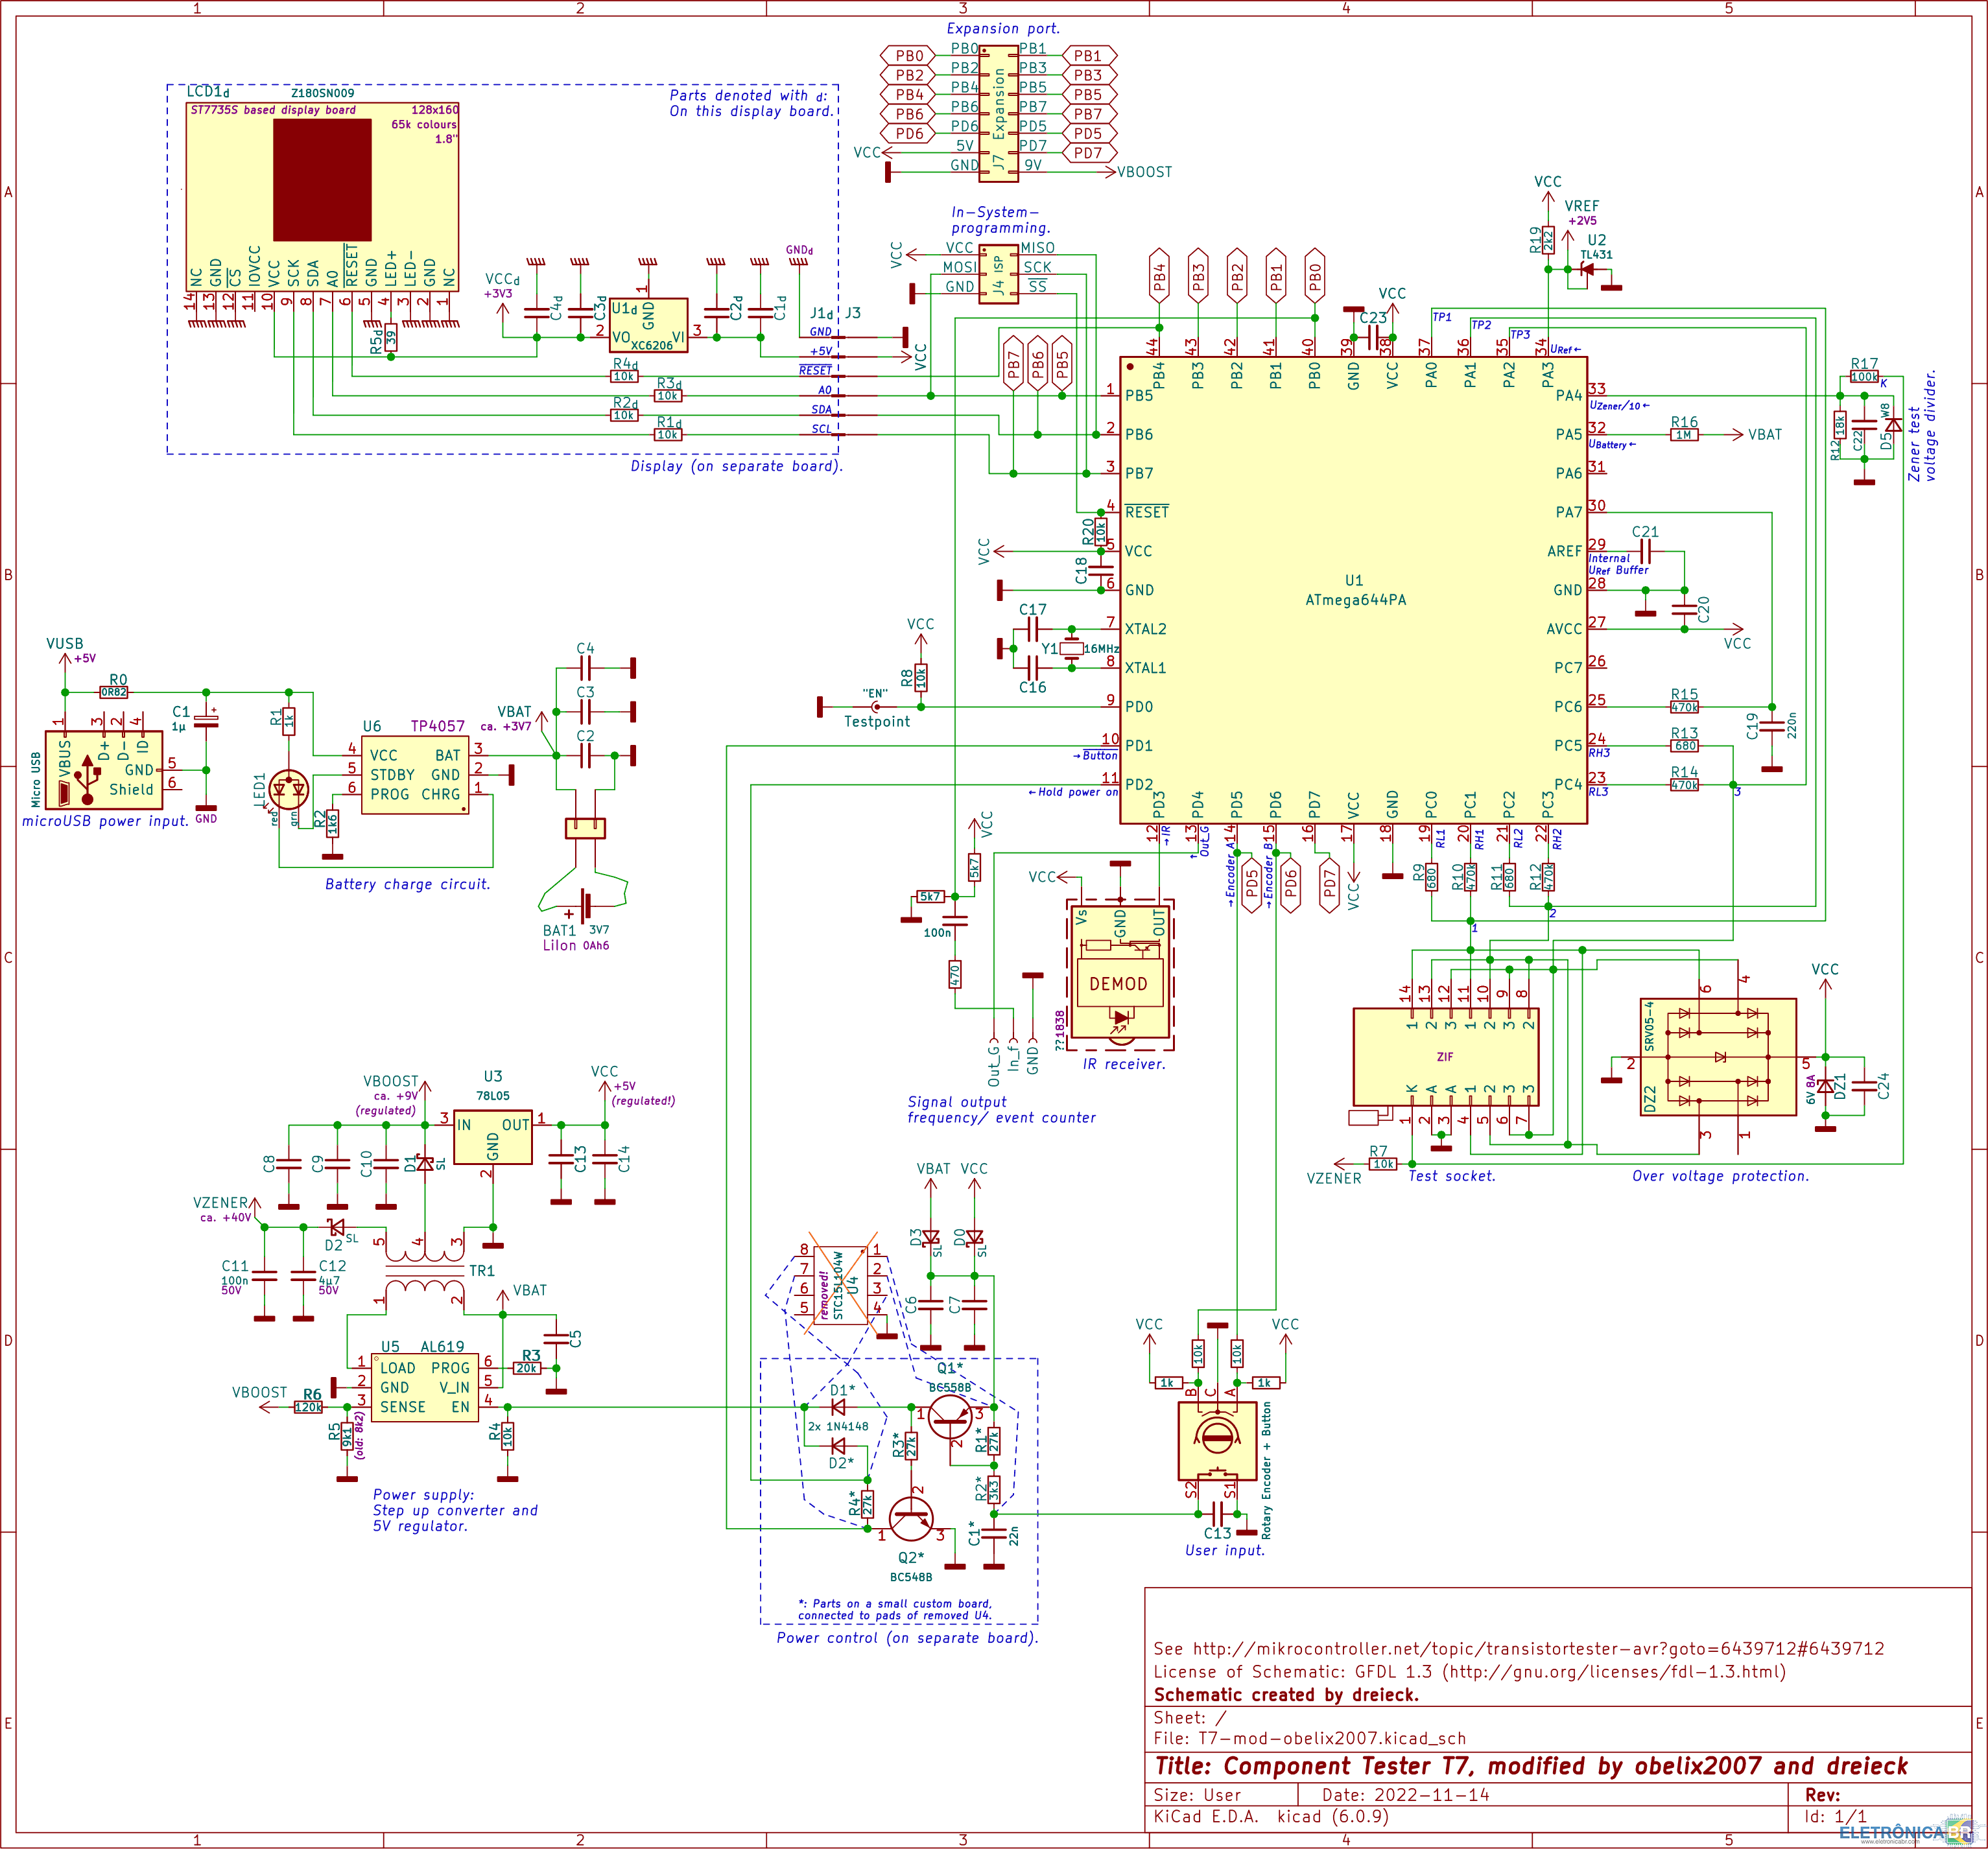 1 2 3 4 5
A
B
C
D
E
Expansion port.
PB0 PB0 PB1 PB1
PB2 PB2 PB3 PB3
PB4 PB4 PB5 PB5
PB6 PB6 PB7 PB7
PD6 PD6 PD5 PD5
VCC 5V PD7 PD7
GND 9V VBOOST
Expansion
J7
LCD1d Z180SN009
ST7735S based display board 128x160
65k colours
1.8"
Parts denoted with d:
On this display board.
NC GND CS IOVCC VCC SCK SDA A0 RESET GND LED+ LED- GND NC
14 13 12 11 10 9 8 7 6 5 4 3 2 1
R5d 39
VCCd
+3V3
C4d C3d C2d C1d
U1d
GND 1
2 VO VI 3
XC6206
GNDd
J1d J3
GND
+5V
VCC
RESET
A0
SDA
SCL
R4d 10k
R3d 10k
R2d 10k
R1d 10k
Display (on separate board).
In-System-
programming.
VCC VCC MISO
MOSI SCK
GND SS
J4 ISP
PB7 PB6 PB5
PB4 PB3 PB2 PB1 PB0
C23
VCC
VCC
VREF
+2V5
R19 2k2
U2
TL431
TP1
TP2
TP3
URef←
44 43 42 41 40 39 38 37 36 35 34
PB4 PB3 PB2 PB1 PB0 GND VCC PA0 PA1 PA2 PA3
1 PB5
2 PB6
3 PB7
4 RESET
5 VCC
6 GND
7 XTAL2
8 XTAL1
9 PD0
10 PD1
11 PD2
U1
ATmega644PA
PA4 33
PA5 32
PA6 31
PA7 30
AREF 29
GND 28
AVCC 27
PC7 26
PC6 25
PC5 24
PC4 23
PD3 PD4 PD5 PD6 PD7 VCC GND PC0 PC1 PC2 PC3
12 13 14 15 16 17 18 19 20 21 22
UZener/10←
UBattery←
Internal
URef Buffer
→Button
←Hold power on
RH3
RL3
→IR
← Out_G
→Encoder_A
→Encoder_B
RL1 RH1 RL2 RH2
R17
100k
K
R12 18k
C22
D5 W8
Zener test
voltage divider.
R16
1M
VBAT
C21
C20
VCC
R15
470k
R13
680
R14
470k
3
C19 220n
R20 10k
VCC
C18
C17
Y1 16MHz
C16
VCC
R8 10k
"EN"
Testpoint
PD5 PD6 PD7
VCC
R9 680
R10 470k
R11 680
R12 470k
2
1
VUSB
+5V
R0
0R82
C1
1µ
R1 1k
Micro USB
1 3 2 4
VBUS D+ D- ID
GND 5
Shield 6
GND
microUSB power input.
LED1
red grn
R2 1k6
U6 TP4057
4 VCC BAT 3
5 STDBY GND 2
6 PROG CHRG 1
VBAT
ca. +3V7
C4
C3
C2
Battery charge circuit.
BAT1 3V7
LiIon 0Ah6
VCC
5k7
5k7
100n
470
Out_G In_f GND
Signal output
frequency/ event counter
VCC
Vs GND OUT
DEMOD
??1838
IR receiver.
14 13 12 11 10 9 8
1 2 3 1 2 3 2
ZIF
K A A 1 2 3 3
1 2 3 4 5 6 7
R7
10k
VZENER
Test socket.
6 4
SRV05-4
2 5
DZ2
3 1
VCC
6V 8A
DZ1
C24
Over voltage protection.
VBOOST
ca. +9V
(regulated)
U3
78L05
3 IN OUT 1
GND
2
VCC
+5V
(regulated!)
C8 C9 C10 D1 SL C13 C14
VZENER
ca. +40V
D2 SL
C11
100n
50V
C12
4µ7
50V
5 4 3
TR1
1 2
VBAT
C5
U5 AL619
1 LOAD PROG 6
2 GND V_IN 5
3 SENSE EN 4
R3
20k
VBOOST
R6
120k
R5 9k1
(old: 8k2)
R4 10k
Power supply:
Step up converter and
5V regulator.
8 7 6 5
1 2 3 4
removed!
STC15L104W
U4
VBAT VCC
D3 SL
D0 SL
C6 C7
D1*
2x 1N4148
D2*
Q1*
BC558B
1 3
2
R3* 27k
R1* 27k
R2* 3k3
R4* 27k
2
1 3
Q2*
BC548B
C1* 22n
*: Parts on a small custom board,
connected to pads of removed U4.
Power control (on separate board).
VCC VCC
10k 10k
1k 1k
B C A
S2 S1
C13
Rotary Encoder + Button
User input.
See http://mikrocontroller.net/topic/transistortester-avr?goto=6439712#6439712
License of Schematic: GFDL 1.3 (http://gnu.org/licenses/fdl-1.3.html)
Schematic created by dreieck.
Sheet: /
File: T7-mod-obelix2007.kicad_sch
Title: Component Tester T7, modified by obelix2007 and dreieck
Size: User Date: 2022-11-14 Rev:
KiCad E.D.A. kicad (6.0.9) Id: 1/1
ELETRÔNICA BR
www.eletronicabr.com
1 2 3 4 5